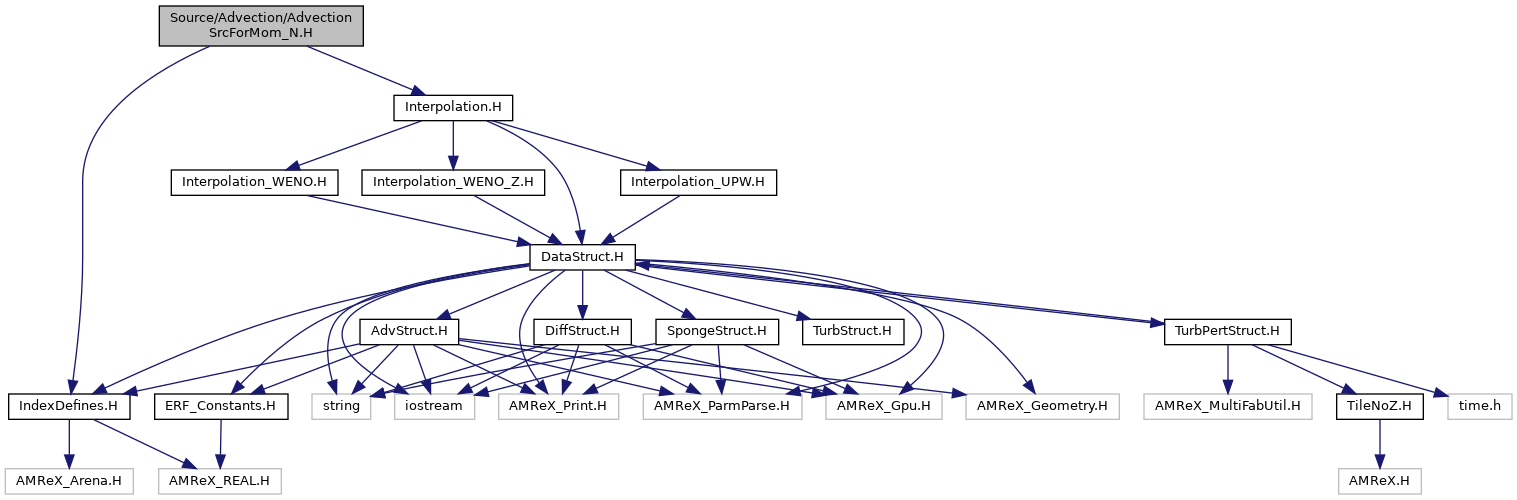 Source/Advection/Advection
SrcForMom_N.H
Interpolation.H
Interpolation_WENO.H
Interpolation_WENO_Z.H
Interpolation_UPW.H
DataStruct.H
AdvStruct.H
DiffStruct.H
SpongeStruct.H
TurbStruct.H
TurbPertStruct.H
IndexDefines.H
ERF_Constants.H
string
iostream
AMReX_Print.H
AMReX_ParmParse.H
AMReX_Gpu.H
AMReX_Geometry.H
AMReX_MultiFabUtil.H
TileNoZ.H
time.h
AMReX_Arena.H
AMReX_REAL.H
AMReX.H